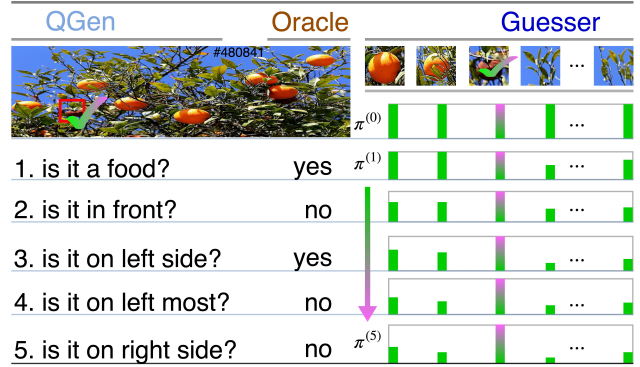 QGen Oracle Guesser
#480841
π(0)
...
...
1. is it a food? yes π(1)
...
2. is it in front? no
...
3. is it on left side? yes
...
4. is it on left most? no
...
5. is it on right side? no π(5)
...